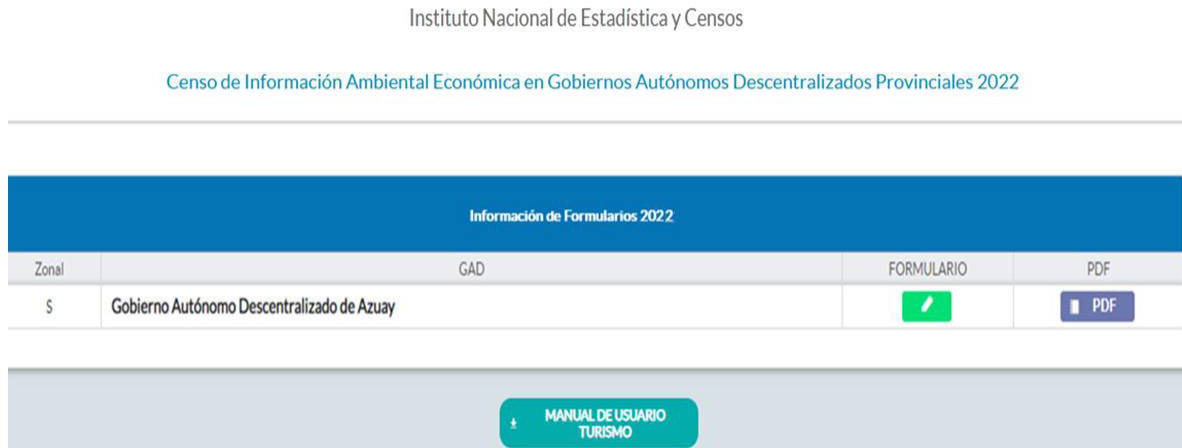 Instituto Nacional de Estadística y Censos
Censo de Información Ambiental Económica en Gobiernos Autónomos Descentralizados Provinciales 2022
Información de Formularios 2022
Zonal GAD FORMULARIO PDF
S Gobierno Autónomo Descentralizado de Azuay PDF
MANUAL DE USUARIO
TURISMO